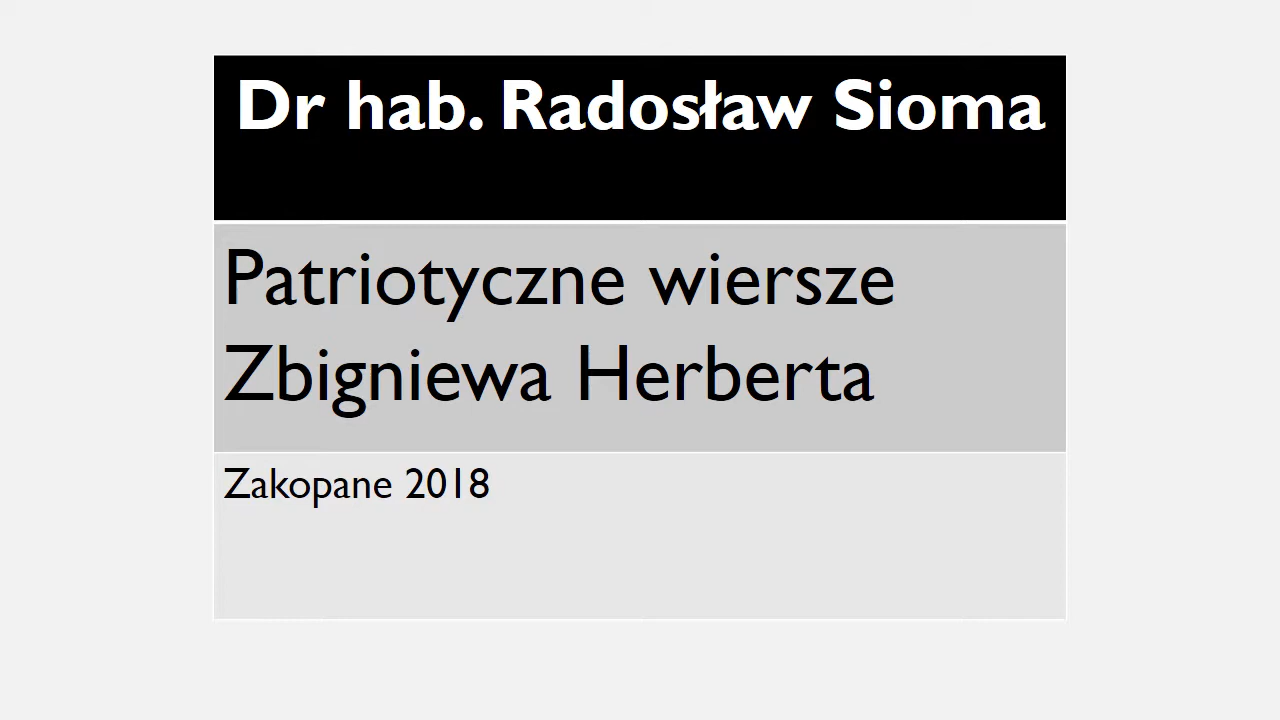 Dr hab. Radosław Sioma
Patriotyczne wiersze
Zbigniewa Herberta
Zakopane 2018